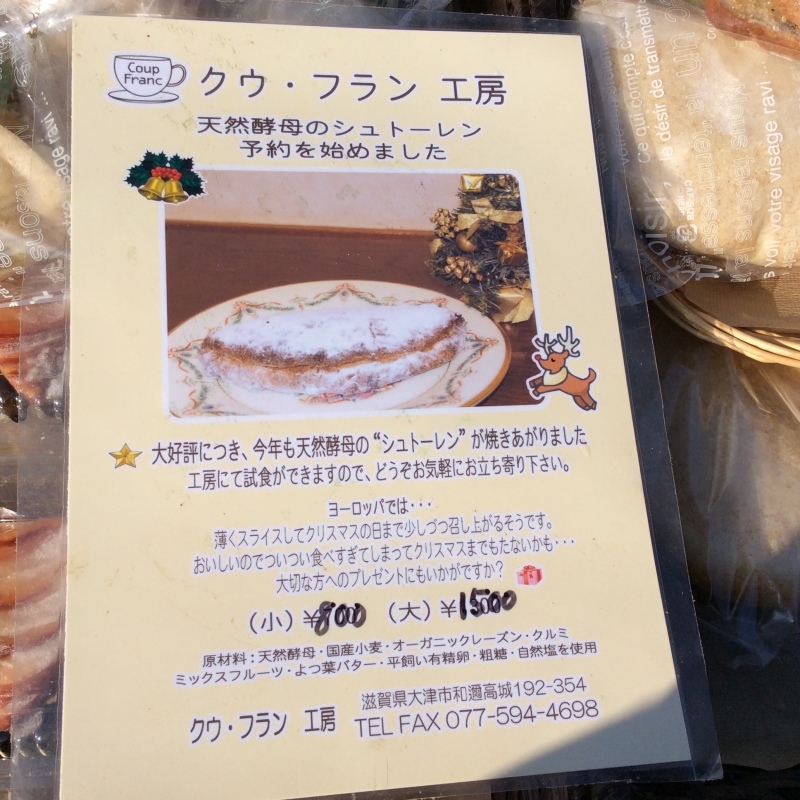 Coup
Franc
クウ・フラン 工房
天然酵母のシュトーレン
予約を始めました
大好評につき、今年も天然酵母の“シュトーレン”が焼きあがりました
工房にて試食ができますので、どうぞお気軽にお立ち寄り下さい。
ヨーロッパでは・・・
薄くスライスしてクリスマスの日まで少しづつ召し上がるそうです。
おいしいのでついつい食べすぎてしまってクリスマスまでもたないかも・・・
大切な方へのプレゼントにもいかがですか？
（小）¥800 （大）¥1500
原材料：天然酵母・国産小麦・オーガニックレーズン・クルミ
ミックスフルーツ・よつ葉バター・平飼い有精卵・粗糖・自然塩を使用
クウ・フラン 工房
滋賀県大津市和邇高城192-354
TEL FAX 077-594-4698
Ce qui compte c'
le désir de transmettre
voir votre visage ravi...